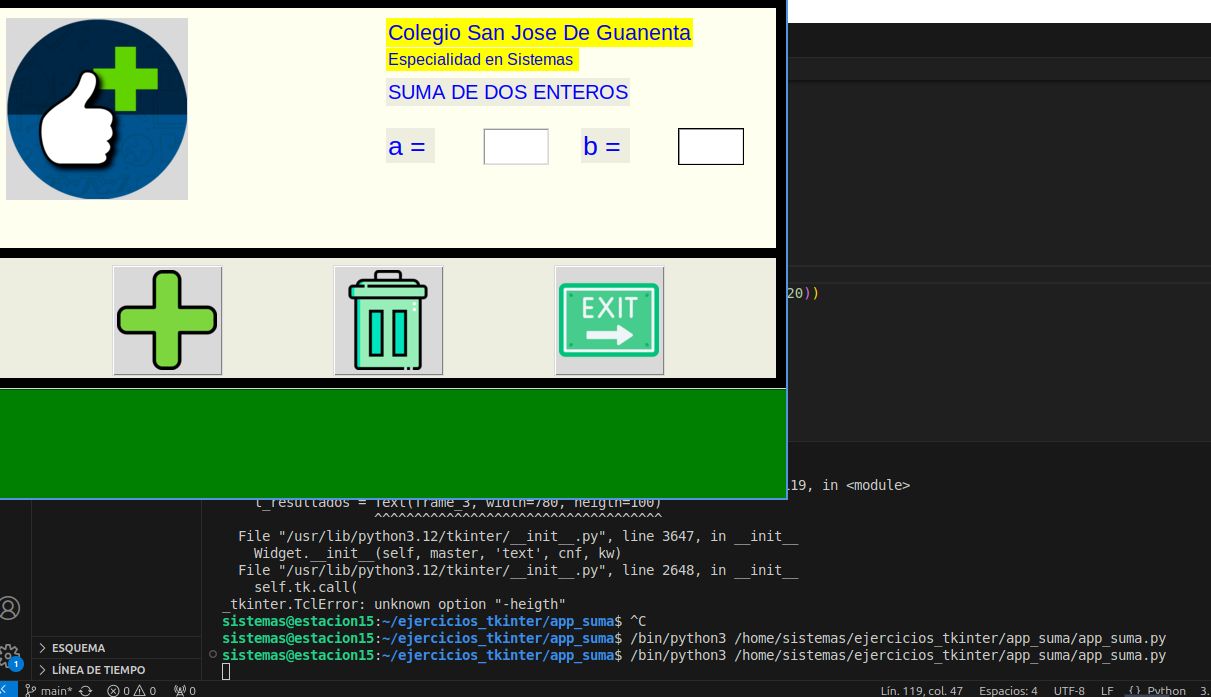 Colegio San Jose De Guanenta
Especialidad en Sistemas
SUMA DE DOS ENTEROS
a = b =
EXIT
20))
19, in <module>
t_resultados = Text(frame_3, width=780, heigth=100)
^^^^^^^^^^^^^^^^^^^^^^^^^^^^^^^^^^
File "/usr/lib/python3.12/tkinter/__init__.py", line 3647, in __init__
Widget.__init__(self, master, 'text', cnf, kw)
File "/usr/lib/python3.12/tkinter/__init__.py", line 2648, in __init__
self.tk.call(
_tkinter.TclError: unknown option "-heigth"
sistemas@estacion15:~/ejercicios_tkinter/app_suma$ ^C
sistemas@estacion15:~/ejercicios_tkinter/app_suma$ /bin/python3 /home/sistemas/ejercicios_tkinter/app_suma/app_suma.py
sistemas@estacion15:~/ejercicios_tkinter/app_suma$ /bin/python3 /home/sistemas/ejercicios_tkinter/app_suma/app_suma.py
ESQUEMA
1
LÍNEA DE TIEMPO
main* 0 0 0 Lín. 119, col. 47 Espacios: 4 UTF-8 LF {} Python 3.